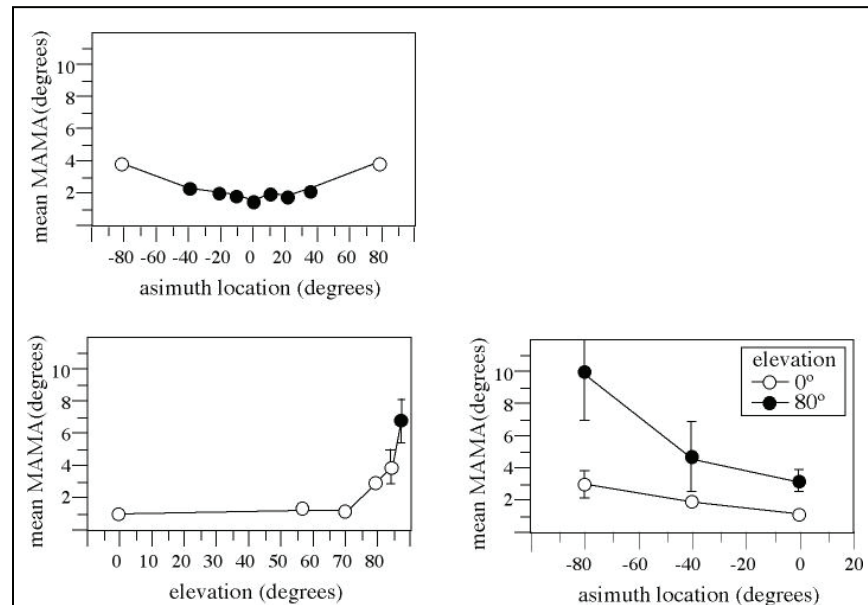 mean MAMA(degrees)
10
8
6
4
2
-80 -60 -40 -20 0 20 40 60 80
asimuth location (degrees)
mean MAMA(degrees)
10
8
6
4
2
0 10 20 30 40 50 60 70 80
elevation (degrees)
mean MAMA(degrees)
10
8
6
4
2
elevation
0º
80º
-80 -60 -40 -20 0 20
asimuth location (degrees)